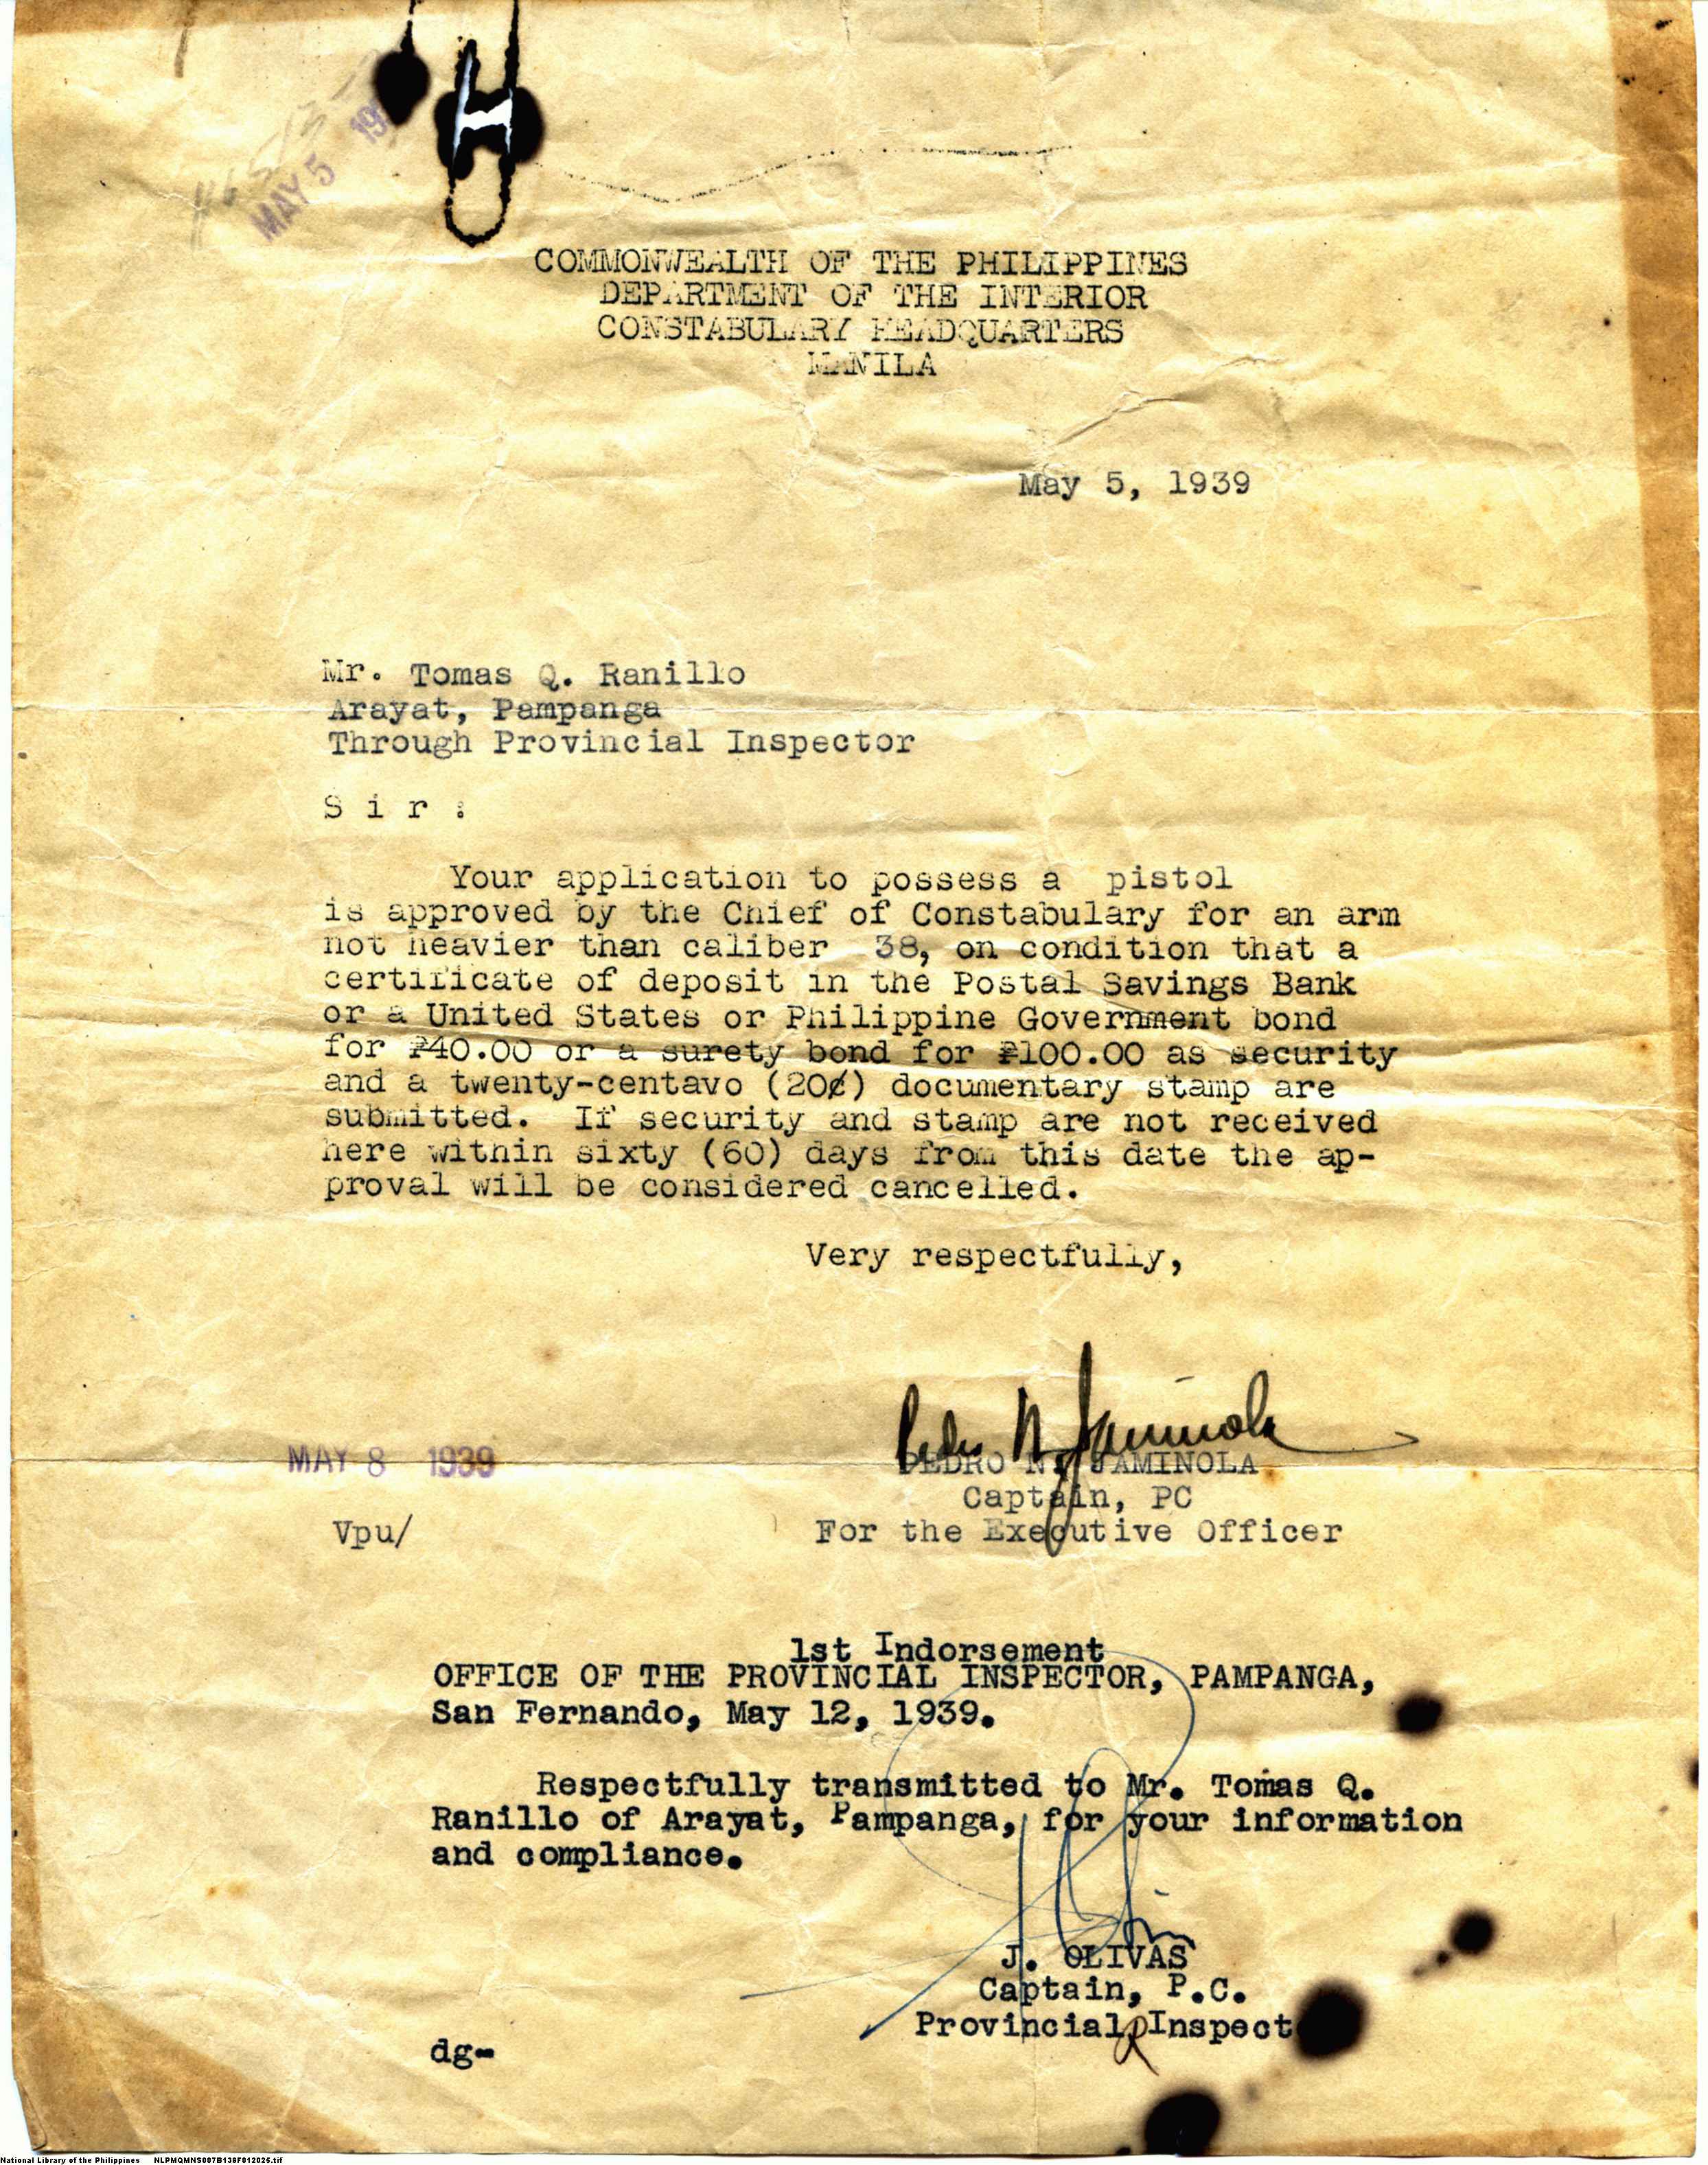 MAY 5 19
COMMONWEALTH OF THE PHILIPPINES
DEPARTMENT OF THE INTERIOR
CONSTABULARY HEADQUARTERS
MANILA
May 5, 1939
Mr. Tomas Q. Ranillo
Arayat, Pampanga
Through Provincial Inspector
S i r :
Your application to possess a pistol
is approved by the Chief of Constabulary for an arm
not heavier than caliber 38, on condition that a
certificate of deposit in the Postal Savings Bank
or a United States or Philippine Government bond
for ₱40.00 or a surety bond for ₱100.00 as security
and a twenty-centavo (20¢) documentary stamp are
submitted. If security and stamp are not received
here within sixty (60) days from this date the ap-
proval will be considered cancelled.
Very respectfully,
Pedro N. Jaminola
PEDRO N. JAMINOLA
Captain, PC
For the Executive Officer
MAY 8 1939
Vpu/
1st Indorsement
OFFICE OF THE PROVINCIAL INSPECTOR, PAMPANGA,
San Fernando, May 12, 1939.
Respectfully transmitted to Mr. Tomas Q.
Ranillo of Arayat, Pampanga, for your information
and compliance.
J. OLIVAS
Captain, P.C.
Provincial Inspect
dg-
National Library of the Philippines NLPMQMNS007B138F012025.tif